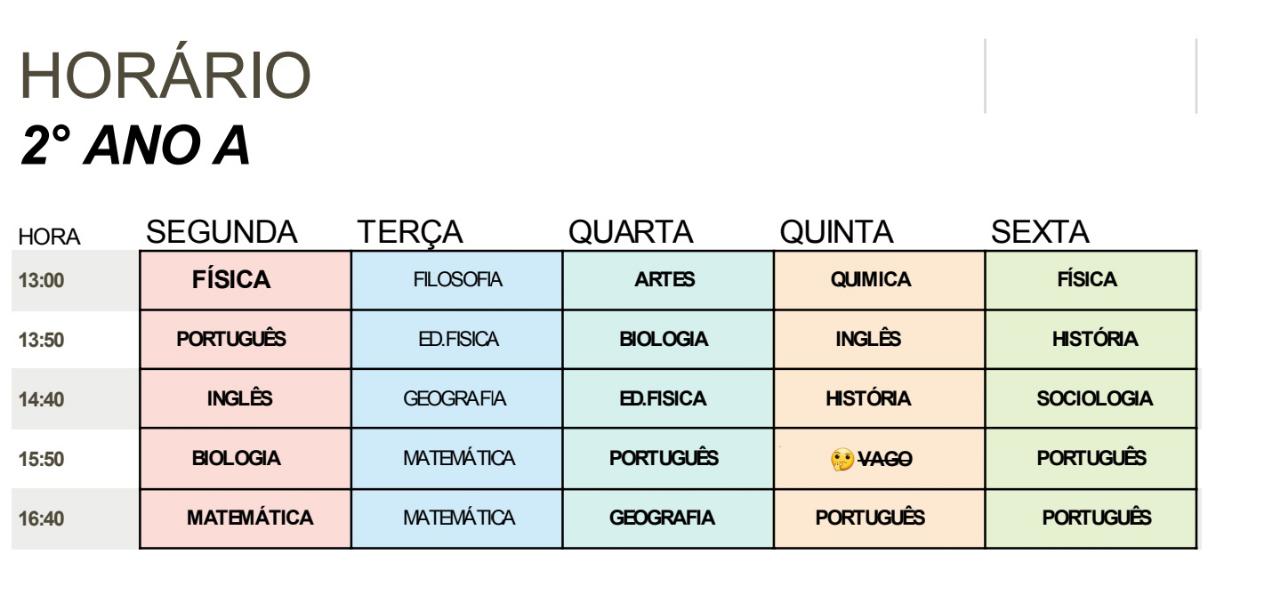 HORÁRIO
2° ANO A
HORA SEGUNDA TERÇA QUARTA QUINTA SEXTA
13:00 FÍSICA FILOSOFIA ARTES QUIMICA FÍSICA
13:50 PORTUGUÊS ED.FISICA BIOLOGIA INGLÊS HISTÓRIA
14:40 INGLÊS GEOGRAFIA ED.FISICA HISTÓRIA SOCIOLOGIA
15:50 BIOLOGIA MATEMÁTICA PORTUGUÊS 🤔VAGO PORTUGUÊS
16:40 MATEMÁTICA MATEMÁTICA GEOGRAFIA PORTUGUÊS PORTUGUÊS